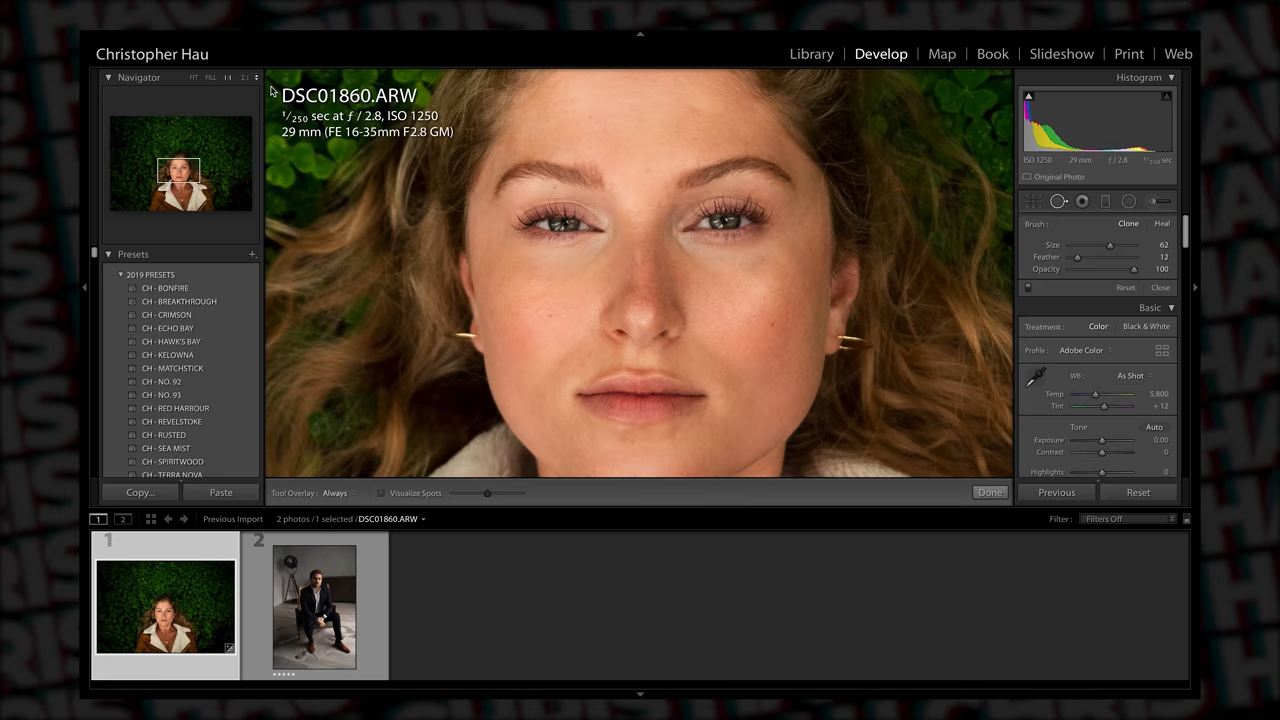 Christopher Hau
Library | Develop | Map | Book | Slideshow | Print | Web
Navigator FIT FILL 1:1 2:1
DSC01860.ARW
1/250 sec at ƒ / 2.8, ISO 1250
29 mm (FE 16-35mm F2.8 GM)
Presets +
2019 PRESETS
CH - BONFIRE
CH - BREAKTHROUGH
CH - CRIMSON
CH - ECHO BAY
CH - HAWK'S BAY
CH - KELOWNA
CH - MATCHSTICK
CH - NO. 92
CH - NO. 93
CH - RED HARBOUR
CH - REVELSTOKE
CH - RUSTED
CH - SEA MIST
CH - SPIRITWOOD
CH - TERRA NOVA
Copy... Paste
Tool Overlay: Always Visualize Spots Done
Histogram
ISO 1250 29 mm ƒ / 2.8 1/250 sec
Original Photo
Brush: Clone Heal
Size 62
Feather 12
Opacity 100
Reset Close
Basic
Treatment: Color Black & White
Profile: Adobe Color
WB: As Shot
Temp 5,800
Tint + 12
Tone Auto
Exposure 0.00
Contrast 0
Highlights 0
Previous Reset
1 2 Previous Import 2 photos /1 selected /DSC01860.ARW Filter: Filters Off
1
2